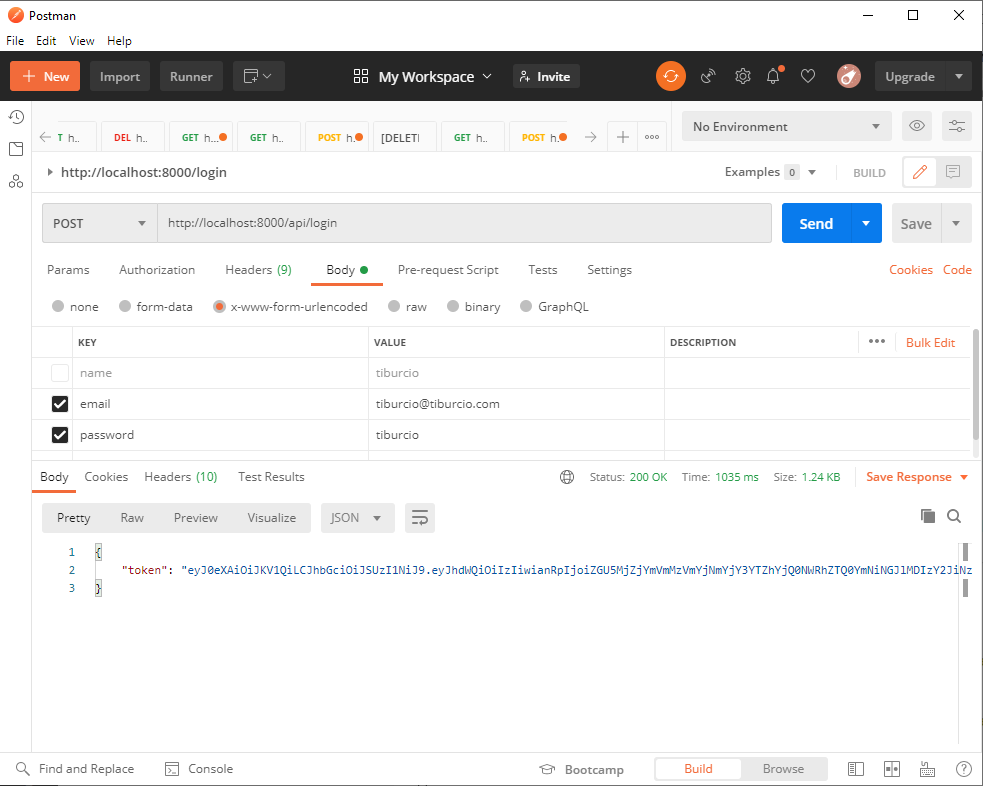 Postman
File Edit View Help
+ New Import Runner My Workspace Invite Upgrade
T h.. DEL h.. GET h... GET h.. POST h. [DELETI GET h.. POST h. + No Environment
http://localhost:8000/login Examples 0 BUILD
POST http://localhost:8000/api/login Send Save
Params Authorization Headers (9) Body Pre-request Script Tests Settings Cookies Code
none form-data x-www-form-urlencoded raw binary GraphQL
KEY VALUE DESCRIPTION ••• Bulk Edit
name tiburcio
email tiburcio@tiburcio.com
password tiburcio
Body Cookies Headers (10) Test Results Status: 200 OK Time: 1035 ms Size: 1.24 KB Save Response
Pretty Raw Preview Visualize JSON
1 {
2 "token": "eyJ0eXAiOiJKV1QiLCJhbGciOiJSUzI1NiJ9.eyJhdWQiOiIzIiwianRpIjoiZGU5MjZjYmVmMzVmYjNmYjY3YTZhYjQ0NWRhZTQ0YmNiNGJlMDIzY2JiNz
3 }
Find and Replace Console Bootcamp Build Browse